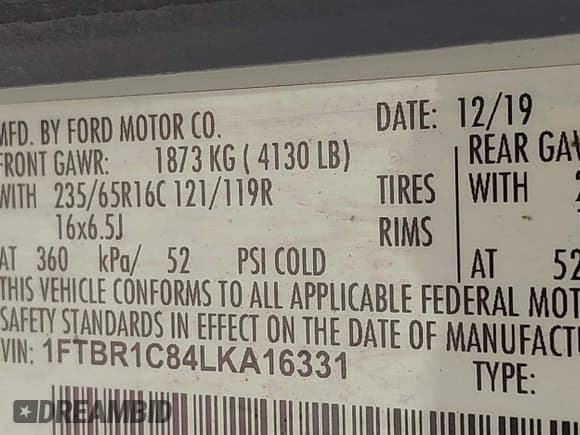 MFD. BY FORD MOTOR CO. DATE: 12/19
FRONT GAWR: 1873 KG ( 4130 LB) REAR
WITH 235/65R16C 121/119R TIRES WITH
16x6.5J RIMS
AT 360 kPa/ 52 PSI COLD AT 52
THIS VEHICLE CONFORMS TO ALL APPLICABLE FEDERAL MOT
SAFETY STANDARDS IN EFFECT ON THE DATE OF MANUFACT
VIN: 1FTBR1C84LKA16331 TYPE:
DREAMBID